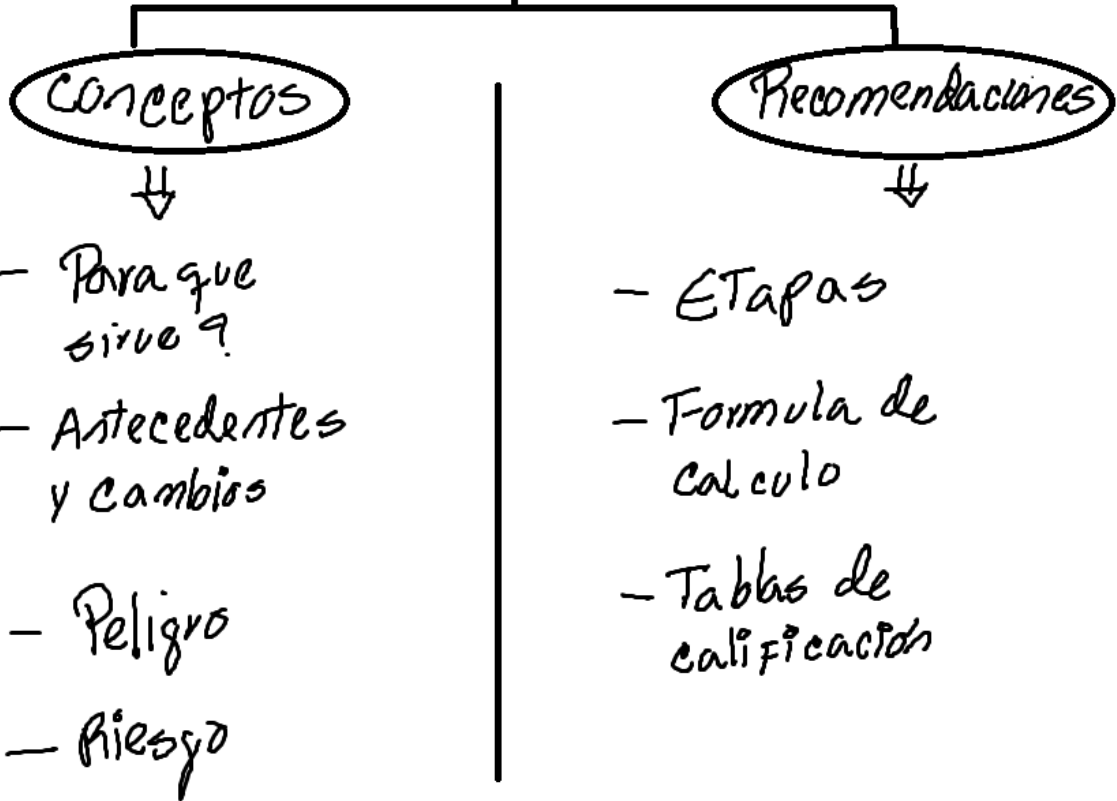 Conceptos
- Para que
sirve?
- Antecedentes
y cambios
- Peligro
- Riesgo
Recomendaciones
- ETapas
- Formula de
calculo
- Tablas de
calificación